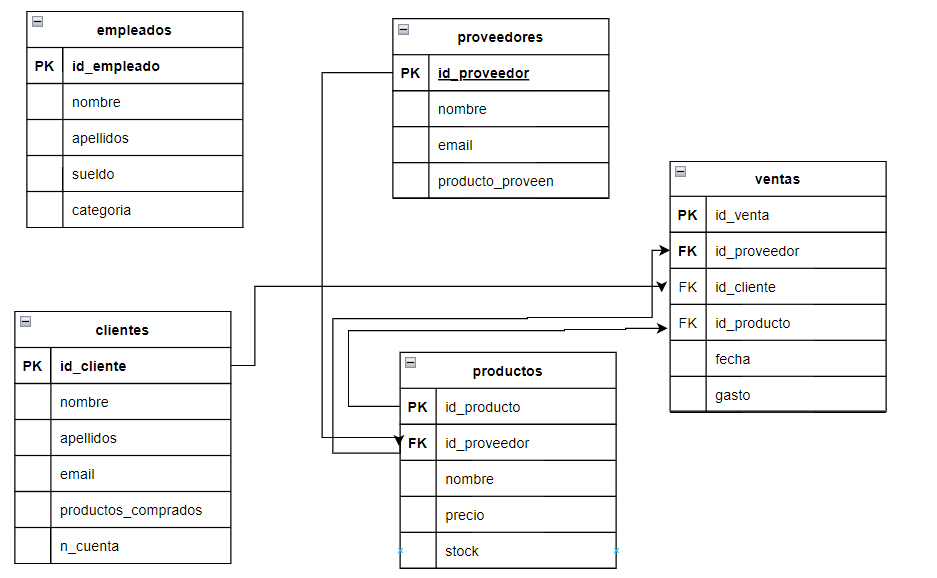 empleados
PK id_empleado
nombre
apellidos
sueldo
categoria
proveedores
PK id_proveedor
nombre
email
producto_proveen
ventas
PK id_venta
FK id_proveedor
FK id_cliente
FK id_producto
fecha
gasto
clientes
PK id_cliente
nombre
apellidos
email
productos_comprados
n_cuenta
productos
PK id_producto
FK id_proveedor
nombre
precio
stock